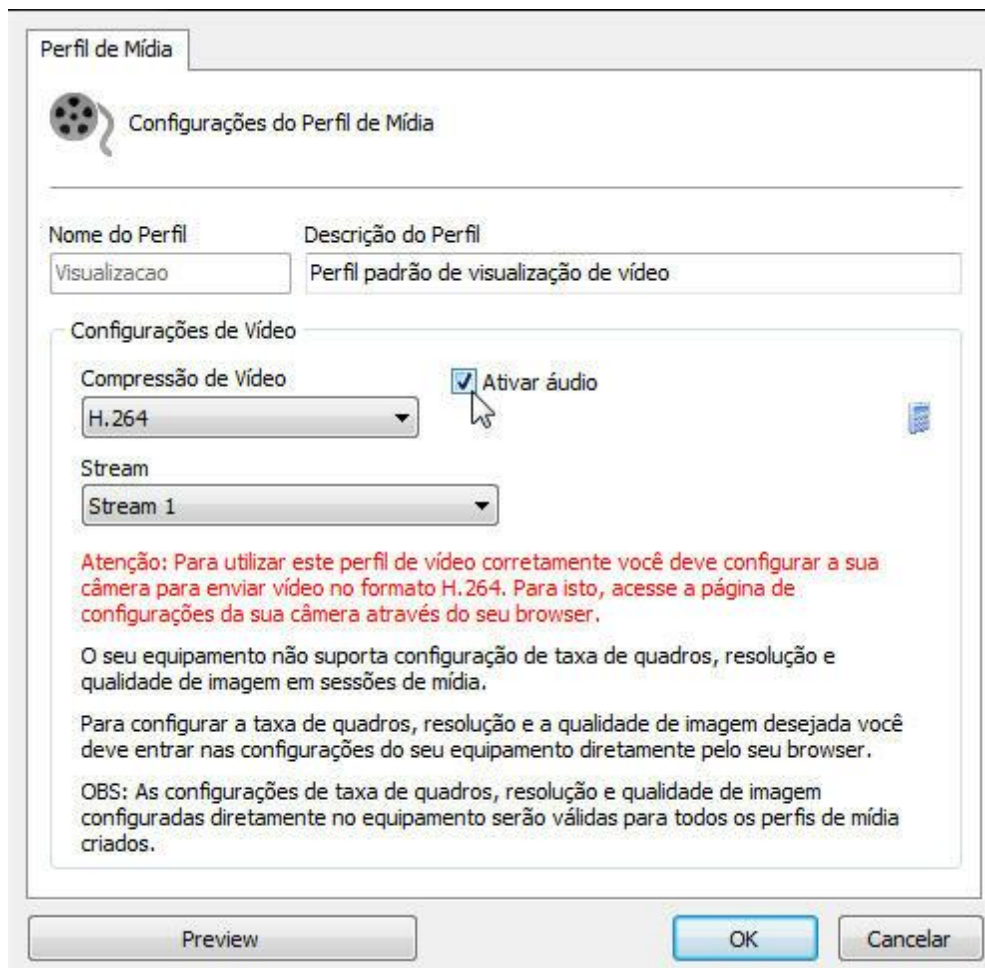 Perfil de Mídia
Configurações do Perfil de Mídia
Nome do Perfil
Descrição do Perfil
Visualizacao
Perfil padrão de visualização de vídeo
Configurações de Vídeo
Compressão de Vídeo
Ativar áudio
H.264
Stream
Stream 1
Atenção: Para utilizar este perfil de vídeo corretamente você deve configurar a sua
câmera para enviar vídeo no formato H.264. Para isto, acesse a página de
configurações da sua câmera através do seu browser.
O seu equipamento não suporta configuração de taxa de quadros, resolução e
qualidade de imagem em sessões de mídia.
Para configurar a taxa de quadros, resolução e a qualidade de imagem desejada você
deve entrar nas configurações do seu equipamento diretamente pelo seu browser.
OBS: As configurações de taxa de quadros, resolução e qualidade de imagem
configuradas diretamente no equipamento serão válidas para todos os perfis de mídia
criados.
Preview
OK
Cancelar